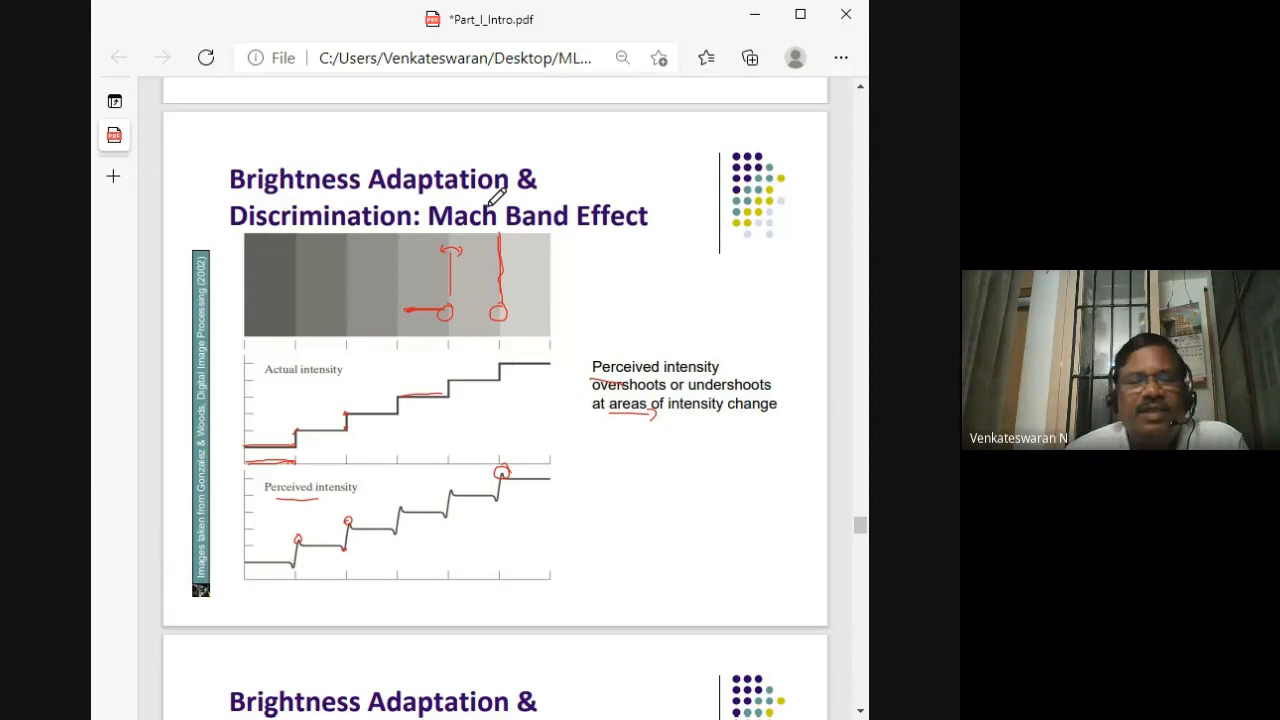 *Part_I_Intro.pdf
File
C:/Users/Venkateswaran/Desktop/ML...
Brightness Adaptation &
Discrimination: Mach Band Effect
Images taken from Gonzalez & Woods, Digital Image Processing (2002)
Actual intensity
Perceived intensity
Perceived intensity
overshoots or undershoots
at areas of intensity change
Venkateswaran N
Brightness Adaptation &